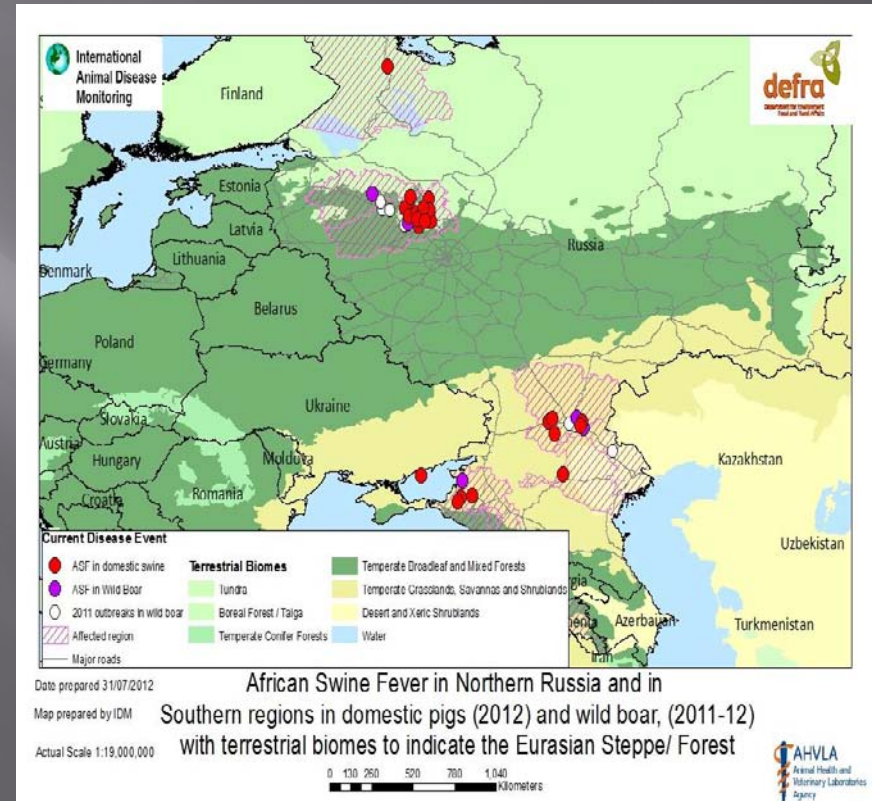 International
Animal Disease
Monitoring
defra
Finland
Estonia
Latvia
Lithuania
Russia
Denmark
Belarus
Poland
Germany
Ukraine
Slovakia
Austria
Hungary
Moldova
Kazakhstan
Croatia
Romania
Uzbekistan
Azerbaijan
Turkmenistan
Iran
Current Disease Event
ASF in domestic swine
ASF in Wild Boar
2011 outbreaks in wild boar
Affected region
Major roads
Terrestrial Biomes
Tundra
Boreal Forest / Taiga
Temperate Conifer Forests
Temperate Broadleaf and Mixed Forests
Temperate Grasslands, Savannas and Shrublands
Desert and Xeric Shrublands
Water
Date prepared 31/07/2012
Map prepared by IDM
Actual Scale 1:19,000,000
African Swine Fever in Northern Russia and in
Southern regions in domestic pigs (2012) and wild boar, (2011-12)
with terrestrial biomes to indicate the Eurasian Steppe/ Forest
0 130 260 520 780 1,040
Kilometers
AHVLA
Animal Health and
Veterinary Laboratories
Agency